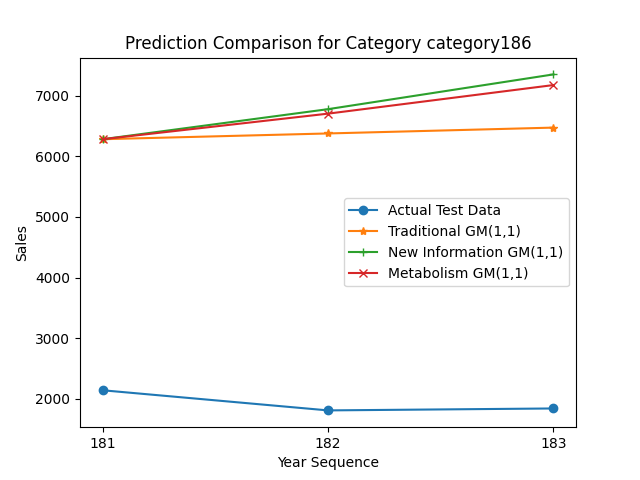 Prediction Comparison for Category category186
7000
6000
5000
4000
3000
2000
Sales
Actual Test Data
Traditional GM(1,1)
New Information GM(1,1)
Metabolism GM(1,1)
181
182
183
Year Sequence